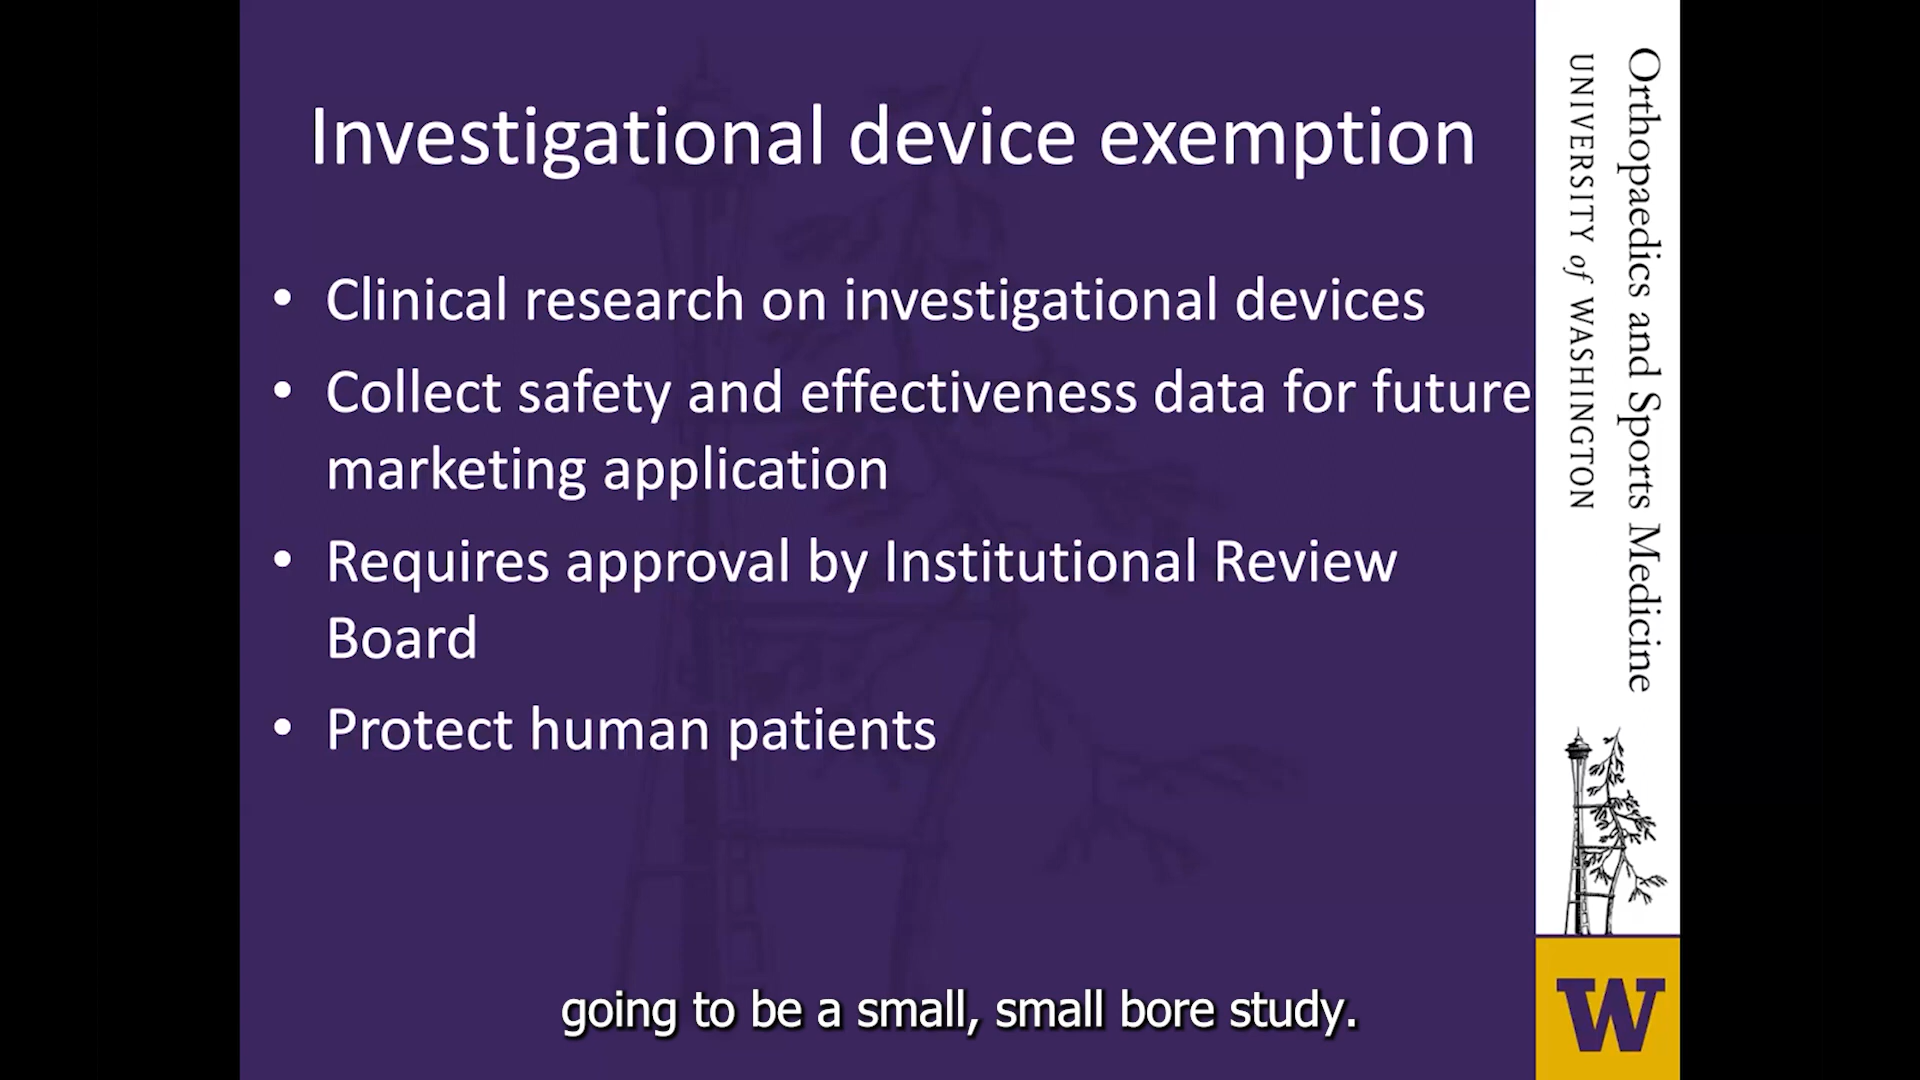 Investigational device exemption
• Clinical research on investigational devices
• Collect safety and effectiveness data for future
marketing application
• Requires approval by Institutional Review
Board
• Protect human patients
going to be a small, small bore study.
Orthopaedics and Sports Medicine
UNIVERSITY of WASHINGTON
W